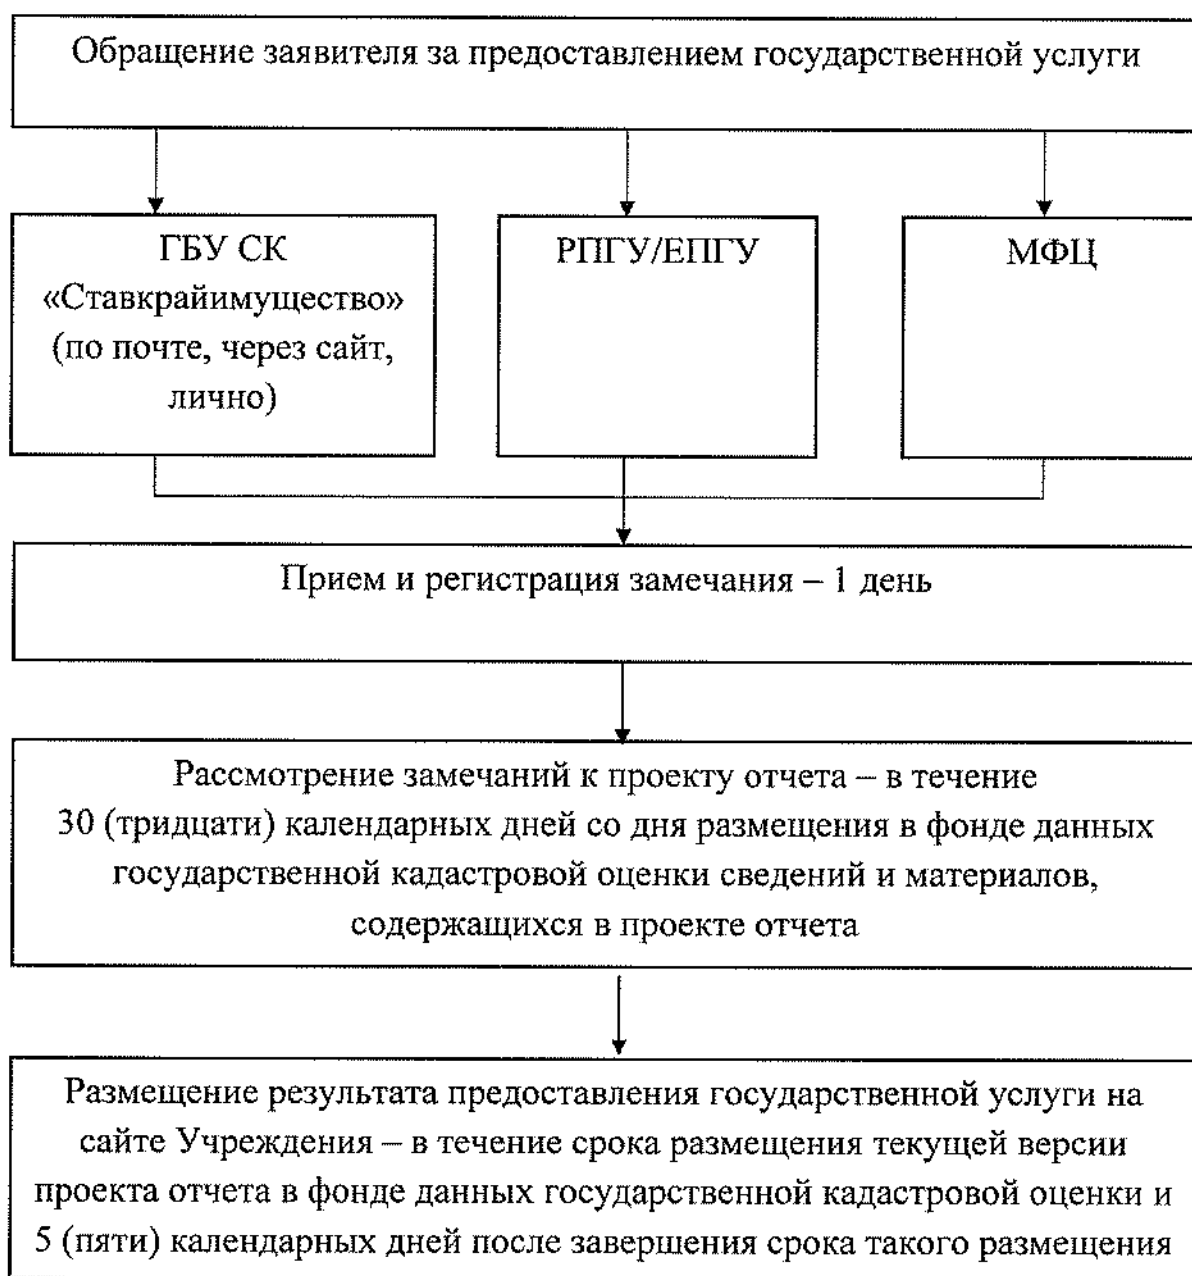 Обращение заявителя за предоставлением государственной услуги
ГБУ СК
«Ставкрайимущество»
(по почте, через сайт,
лично)
РПГУ/ЕПГУ
МФЦ
Прием и регистрация замечания – 1 день
Рассмотрение замечаний к проекту отчета – в течение
30 (тридцати) календарных дней со дня размещения в фонде данных
государственной кадастровой оценки сведений и материалов,
содержащихся в проекте отчета
Размещение результата предоставления государственной услуги на
сайте Учреждения – в течение срока размещения текущей версии
проекта отчета в фонде данных государственной кадастровой оценки и
5 (пяти) календарных дней после завершения срока такого размещения